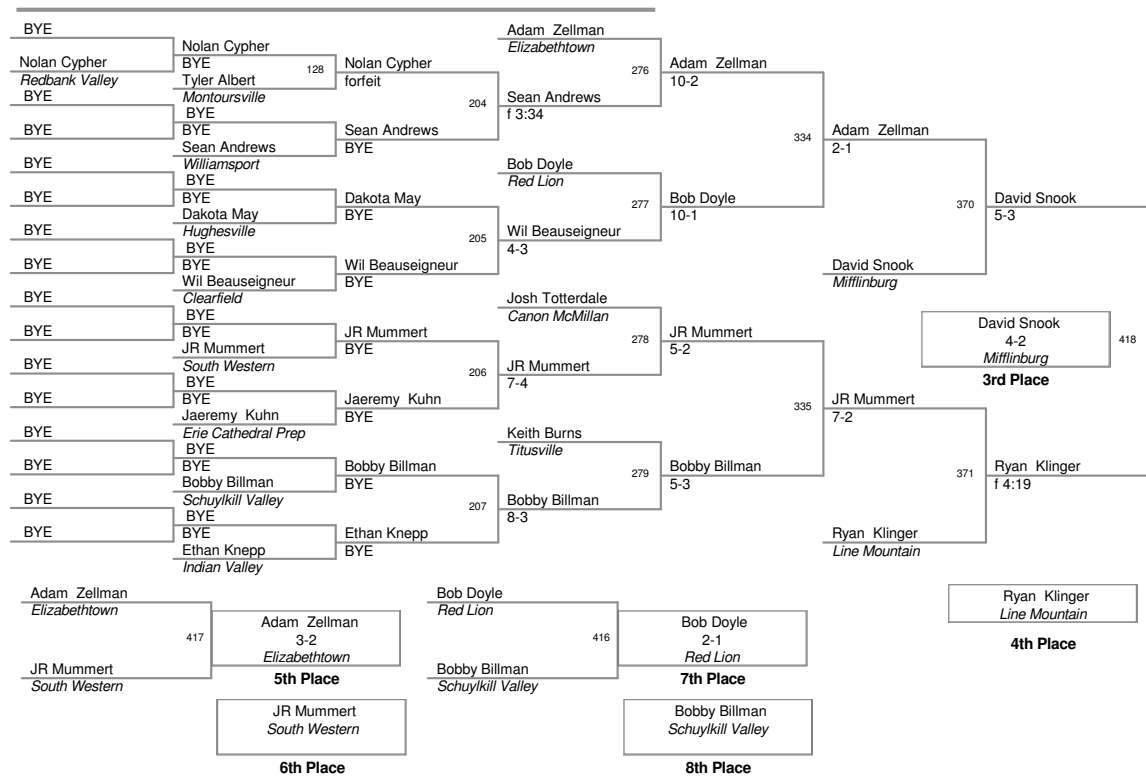 BYE
Nolan Cypher
Redbank Valley
BYE
BYE
BYE
BYE
BYE
BYE
BYE
BYE
BYE
BYE
BYE
BYE
BYE
BYE
Nolan Cypher
BYE
Tyler Albert
Montoursville
BYE
BYE
Sean Andrews
Williamsport
BYE
BYE
Dakota May
Hughesville
BYE
BYE
Wil Beauseigneur
Clearfield
BYE
BYE
JR Mummert
South Western
BYE
BYE
Jaeremy Kuhn
Erie Cathedral Prep
BYE
BYE
Bobby Billman
Schuylkill Valley
BYE
BYE
Ethan Knepp
Indian Valley
128
Nolan Cypher
forfeit
Sean Andrews
BYE
Dakota May
BYE
Wil Beauseigneur
BYE
JR Mummert
BYE
Jaeremy Kuhn
BYE
Bobby Billman
BYE
Ethan Knepp
BYE
204
205
206
207
Adam Zellman
Elizabethtown
Sean Andrews
f 3:34
Bob Doyle
Red Lion
Wil Beauseigneur
4-3
Josh Totterdale
Canon McMillan
JR Mummert
7-4
Keith Burns
Titusville
Bobby Billman
8-3
276
277
278
279
Adam Zellman
10-2
Bob Doyle
10-1
JR Mummert
5-2
Bobby Billman
5-3
334
335
Adam Zellman
2-1
David Snook
Mifflinburg
JR Mummert
7-2
Ryan Klinger
Line Mountain
370
371
David Snook
5-3
David Snook
4-2
Mifflinburg
418
3rd Place
Ryan Klinger
f 4:19
Ryan Klinger
Line Mountain
4th Place
Adam Zellman
Elizabethtown
417
JR Mummert
South Western
Adam Zellman
3-2
Elizabethtown
5th Place
JR Mummert
South Western
6th Place
Bob Doyle
Red Lion
416
Bobby Billman
Schuylkill Valley
Bob Doyle
2-1
Red Lion
7th Place
Bobby Billman
Schuylkill Valley
8th Place